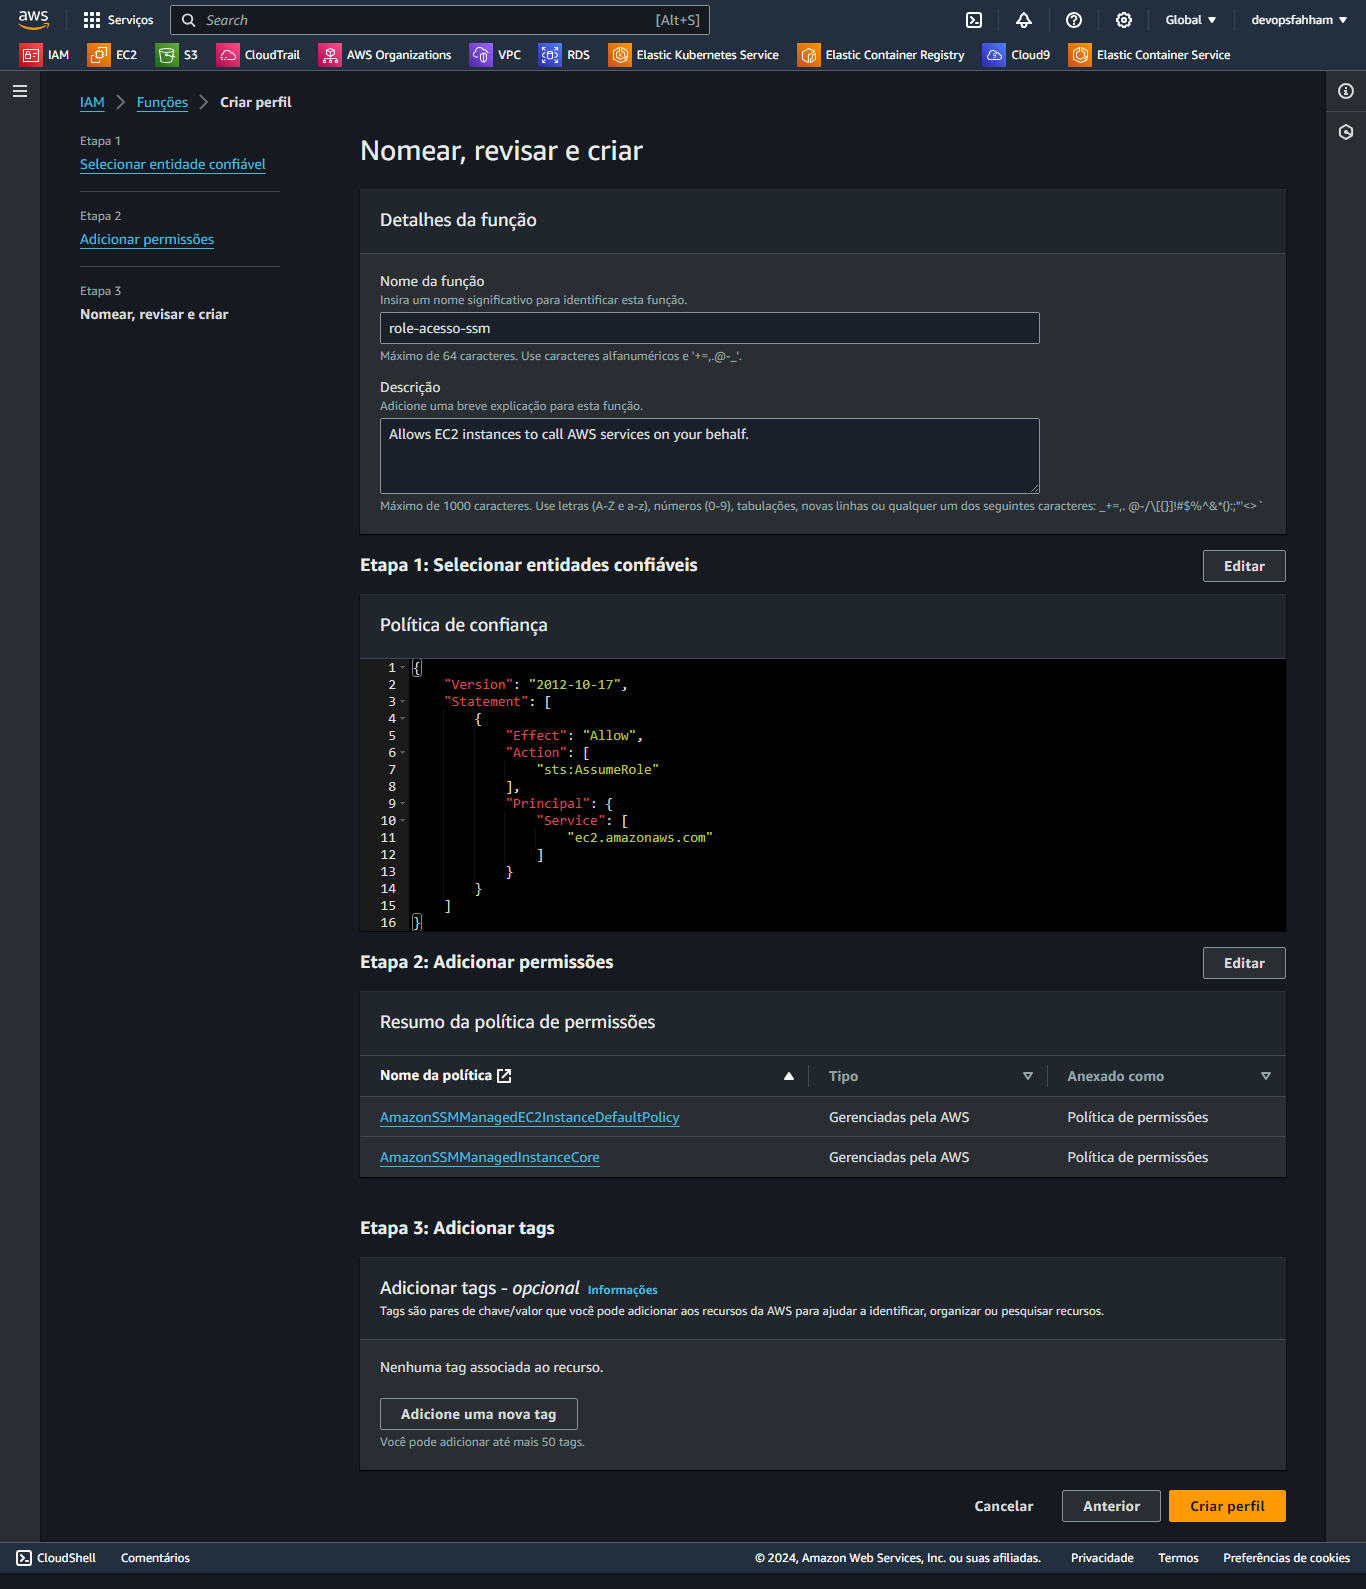 aws
Serviços
Search
[Alt+S]
Global
devopsfahham
IAM
EC2
S3
CloudTrail
AWS Organizations
VPC
RDS
Elastic Kubernetes Service
Elastic Container Registry
Cloud9
Elastic Container Service
IAM
Funções
Criar perfil
Etapa 1
Selecionar entidade confiável
Etapa 2
Adicionar permissões
Etapa 3
Nomear, revisar e criar
Nomear, revisar e criar
Detalhes da função
Nome da função
Insira um nome significativo para identificar esta função.
role-acesso-ssm
Máximo de 64 caracteres. Use caracteres alfanuméricos e '+=,.@-_'.
Descrição
Adicione uma breve explicação para esta função.
Allows EC2 instances to call AWS services on your behalf.
Máximo de 1000 caracteres. Use letras (A-Z e a-z), números (0-9), tabulações, novas linhas ou qualquer um dos seguintes caracteres: _+=,. @-/\[{}]!#$%^&*();:"'<>`
Etapa 1: Selecionar entidades confiáveis
Editar
Política de confiança
1 {
2     "Version": "2012-10-17",
3     "Statement": [
4         {
5             "Effect": "Allow",
6             "Action": [
7                 "sts:AssumeRole"
8             ],
9             "Principal": {
10                 "Service": [
11                     "ec2.amazonaws.com"
12                 ]
13             }
14         }
15     ]
16 }
Etapa 2: Adicionar permissões
Editar
Resumo da política de permissões
Nome da política
Tipo
Anexado como
AmazonSSMManagedEC2InstanceDefaultPolicy
Gerenciadas pela AWS
Política de permissões
AmazonSSMManagedInstanceCore
Gerenciadas pela AWS
Política de permissões
Etapa 3: Adicionar tags
Adicionar tags - opcional Informações
Tags são pares de chave/valor que você pode adicionar aos recursos da AWS para ajudar a identificar, organizar ou pesquisar recursos.
Nenhuma tag associada ao recurso.
Adicione uma nova tag
Você pode adicionar até mais 50 tags.
Cancelar
Anterior
Criar perfil
CloudShell
Comentários
© 2024, Amazon Web Services, Inc. ou suas afiliadas.
Privacidade
Termos
Preferências de cookies